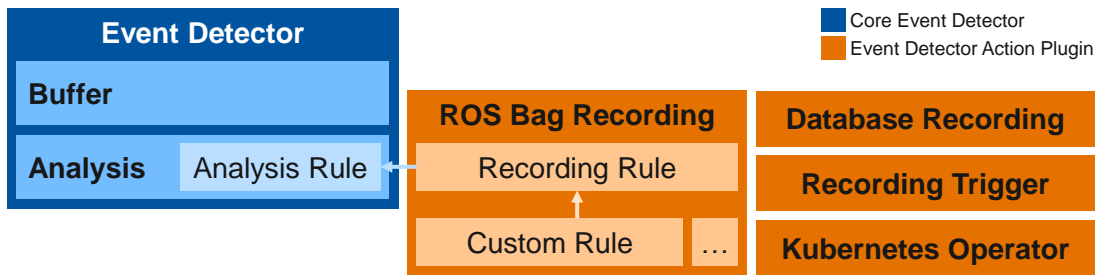 Event Detector
Buffer
Analysis
Analysis Rule
ROS Bag Recording
Recording Rule
Custom Rule
...
Database Recording
Recording Trigger
Kubernetes Operator
Core Event Detector
Event Detector Action Plugin